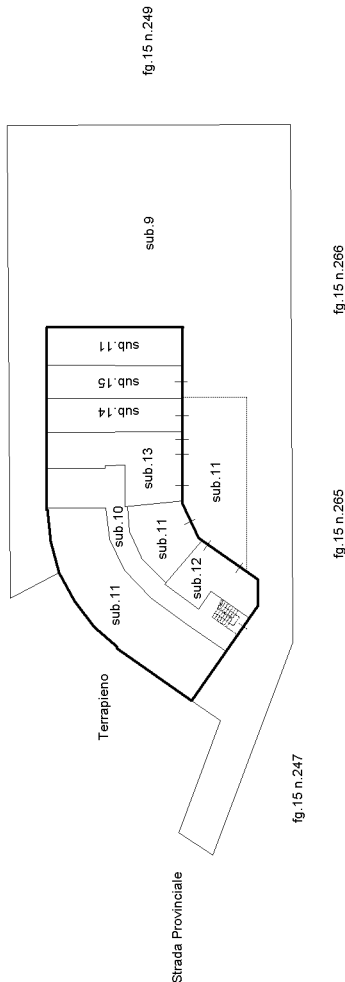 fg.15 n.249
sub.9
fg.15 n.266
sub.11
sub.15
sub.14
sub.13
sub.11
sub.10
sub.11
sub.12
sub.11
fg.15 n.265
Terrapieno
fg.15 n.247
Strada Provinciale